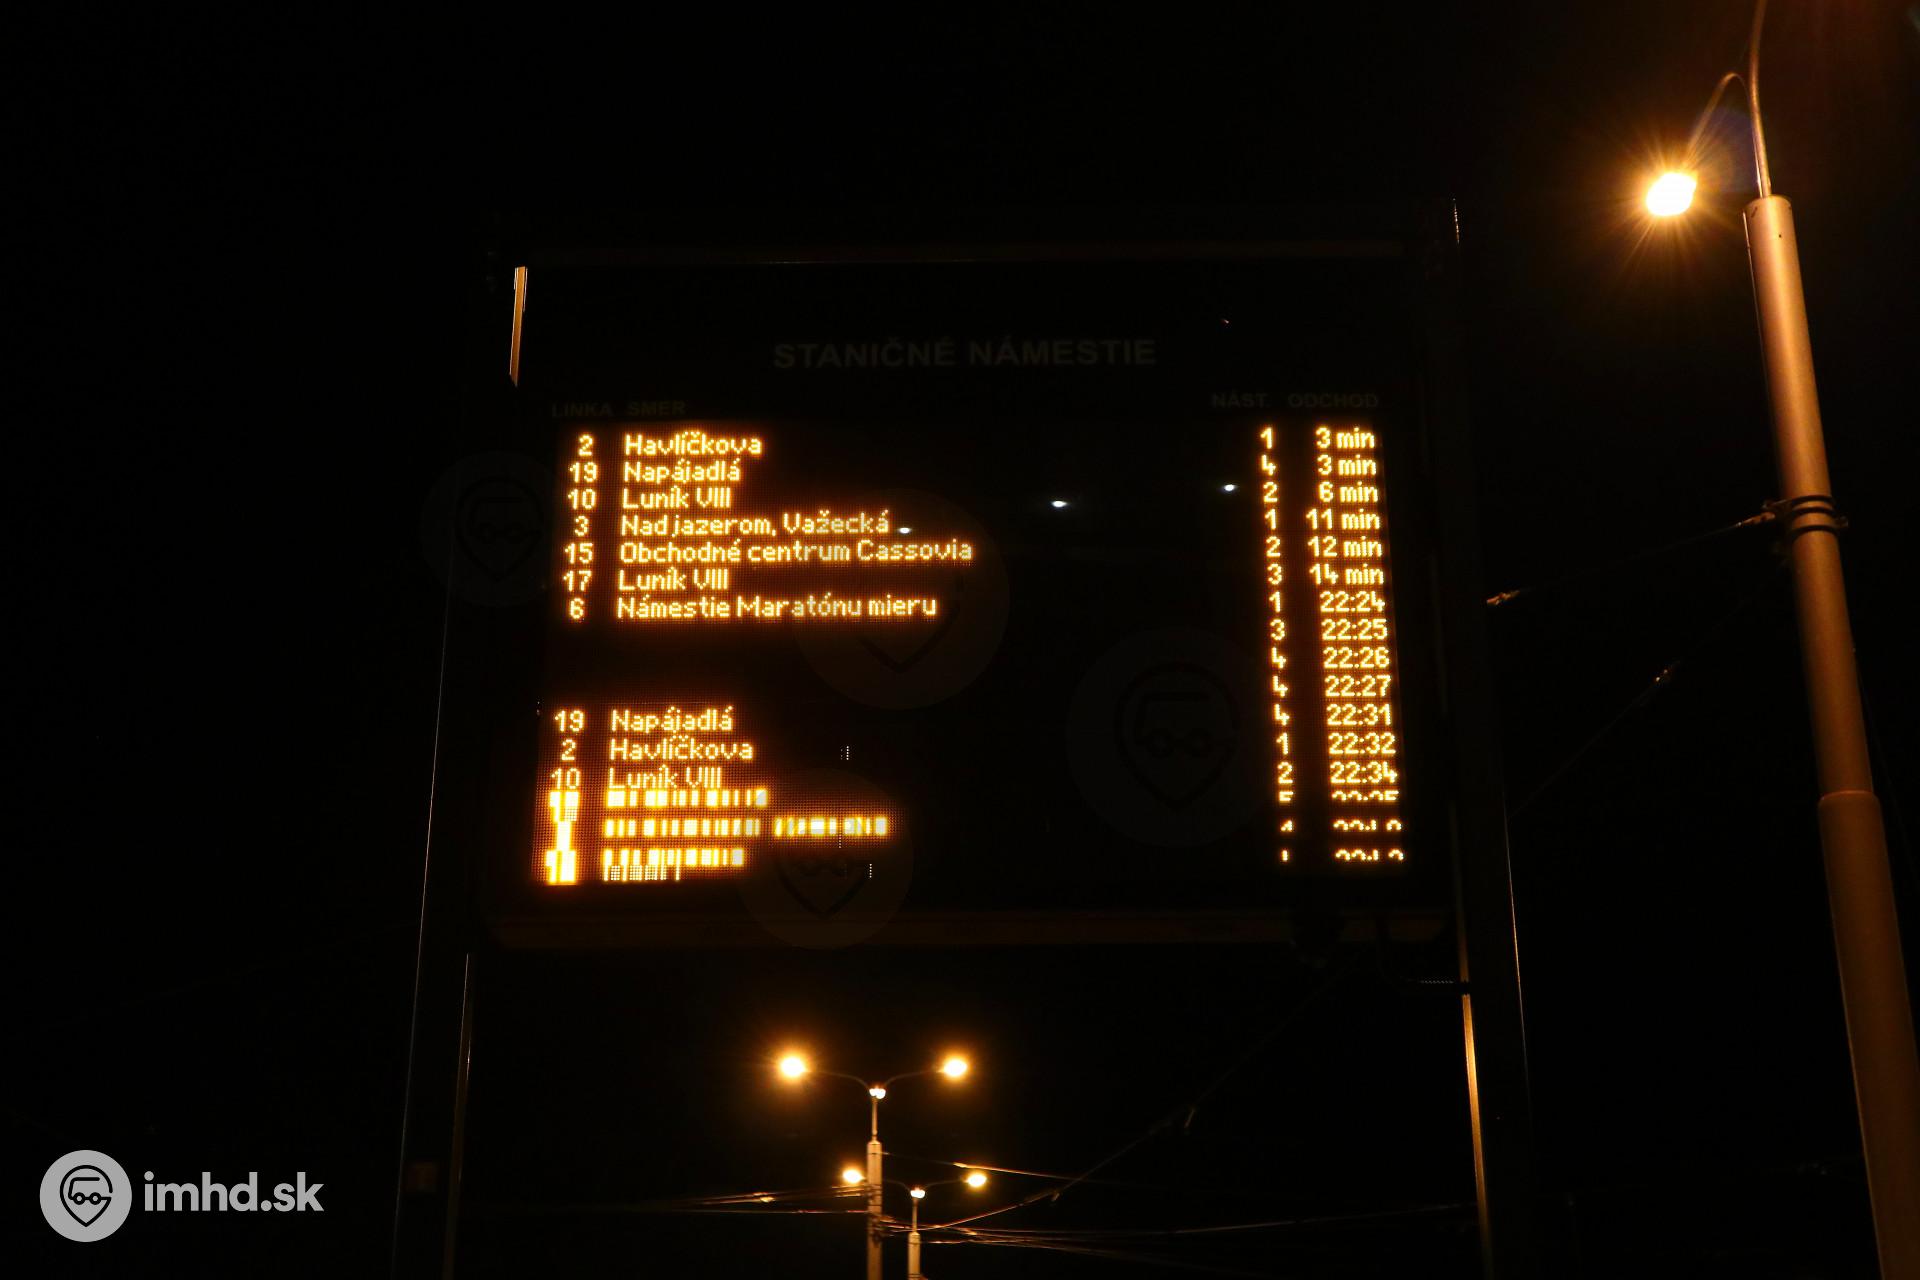 STANIČNÉ NÁMESTIE
LINKA SMER NÁST. ODCHOD
2 Havlíčkova 1 3 min
19 Napájadlá 4 3 min
10 Luník VIII 2 6 min
3 Nad jazerom, Važecká 1 11 min
15 Obchodné centrum Cassovia 2 12 min
17 Luník VIII 3 14 min
6 Námestie Maratónu mieru 1 22:24
3 22:25
4 22:26
4 22:27
19 Napájadlá 4 22:31
2 Havlíčkova 1 22:32
10 Luník VIII 2 22:34
imhd.sk